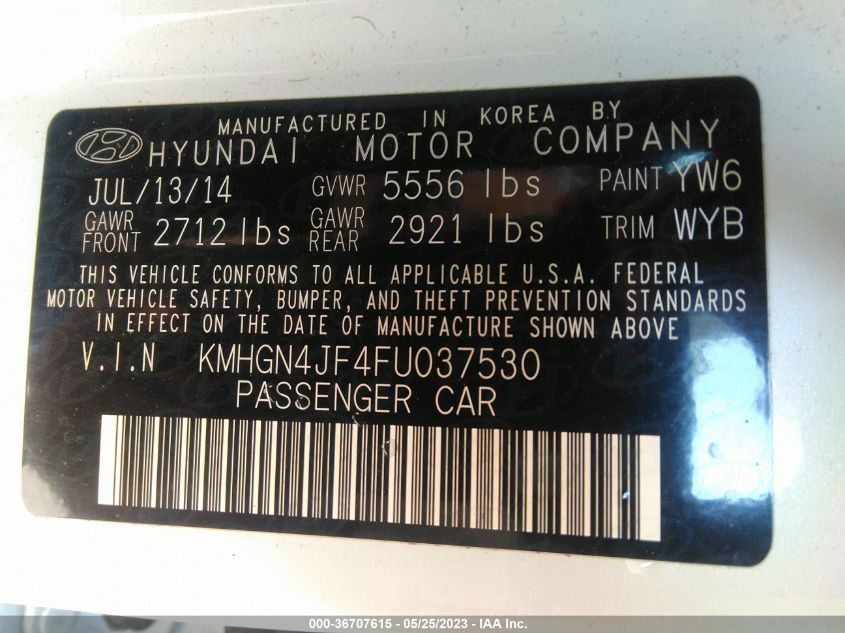 MANUFACTURED IN KOREA BY
HYUNDAI MOTOR COMPANY
JUL/13/14 GVWR 5556 lbs PAINT YW6
GAWR FRONT 2712 lbs GAWR REAR 2921 lbs TRIM WYB
THIS VEHICLE CONFORMS TO ALL APPLICABLE U.S.A. FEDERAL
MOTOR VEHICLE SAFETY, BUMPER, AND THEFT PREVENTION STANDARDS
IN EFFECT ON THE DATE OF MANUFACTURE SHOWN ABOVE
V.I.N KMHGN4JF4FU037530
PASSENGER CAR
000-36707615 - 05/25/2023 - IAA Inc.